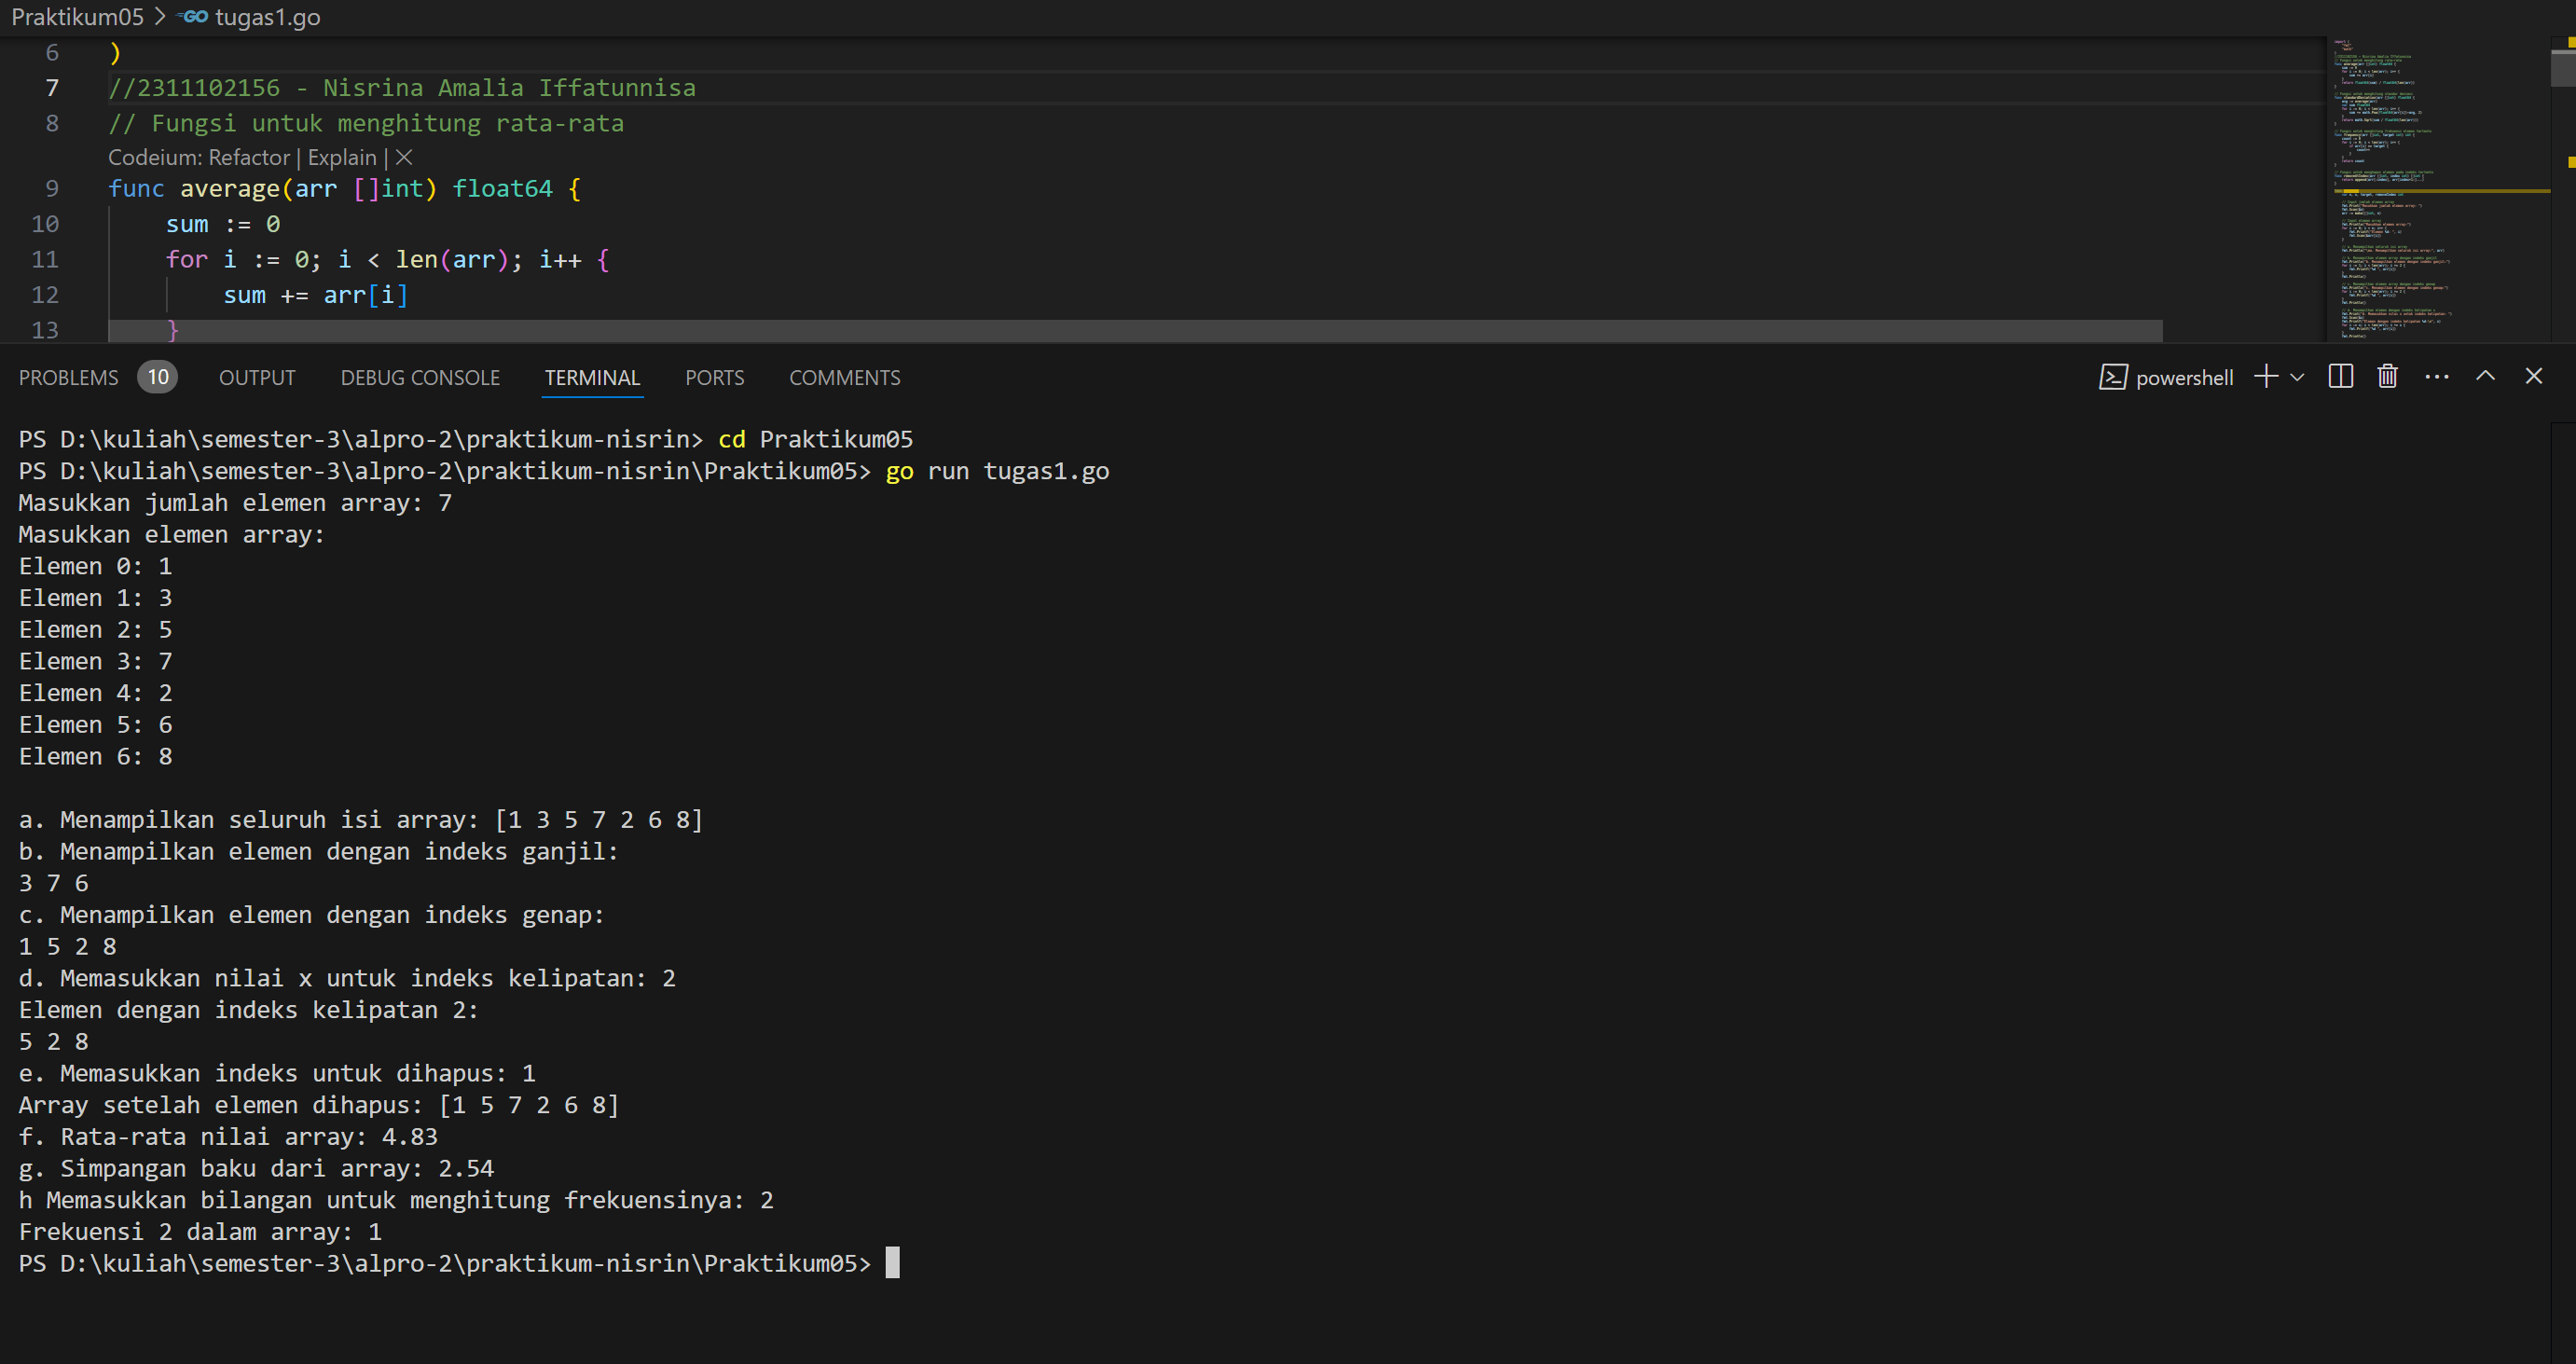 Praktikum05 > GO tugas1.go
6 )
7 //2311102156 - Nisrina Amalia Iffatunnisa
8 // Fungsi untuk menghitung rata-rata
Codeium: Refactor | Explain | ×
9 func average(arr []int) float64 {
10 sum := 0
11 for i := 0; i < len(arr); i++ {
12 sum += arr[i]
13 }
PROBLEMS 10 OUTPUT DEBUG CONSOLE TERMINAL PORTS COMMENTS powershell
PS D:\kuliah\semester-3\alpro-2\praktikum-nisrin> cd Praktikum05
PS D:\kuliah\semester-3\alpro-2\praktikum-nisrin\Praktikum05> go run tugas1.go
Masukkan jumlah elemen array: 7
Masukkan elemen array:
Elemen 0: 1
Elemen 1: 3
Elemen 2: 5
Elemen 3: 7
Elemen 4: 2
Elemen 5: 6
Elemen 6: 8
a. Menampilkan seluruh isi array: [1 3 5 7 2 6 8]
b. Menampilkan elemen dengan indeks ganjil:
3 7 6
c. Menampilkan elemen dengan indeks genap:
1 5 2 8
d. Memasukkan nilai x untuk indeks kelipatan: 2
Elemen dengan indeks kelipatan 2:
5 2 8
e. Memasukkan indeks untuk dihapus: 1
Array setelah elemen dihapus: [1 5 7 2 6 8]
f. Rata-rata nilai array: 4.83
g. Simpangan baku dari array: 2.54
h Memasukkan bilangan untuk menghitung frekuensinya: 2
Frekuensi 2 dalam array: 1
PS D:\kuliah\semester-3\alpro-2\praktikum-nisrin\Praktikum05>